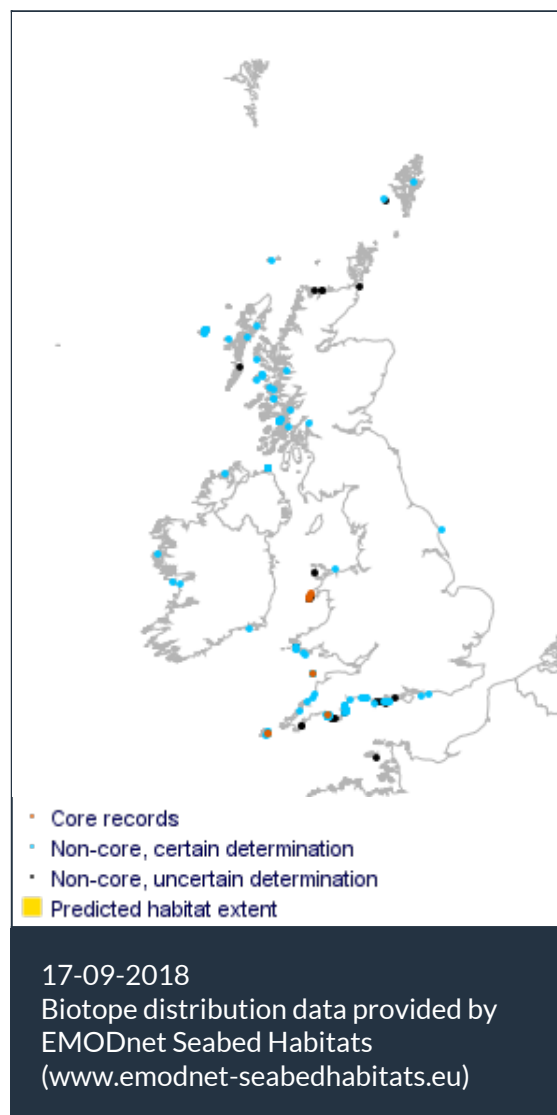 Core records
Non-core, certain determination
Non-core, uncertain determination
Predicted habitat extent
17-09-2018
Biotope distribution data provided by
EMODnet Seabed Habitats
(www.emodnet-seabedhabitats.eu)